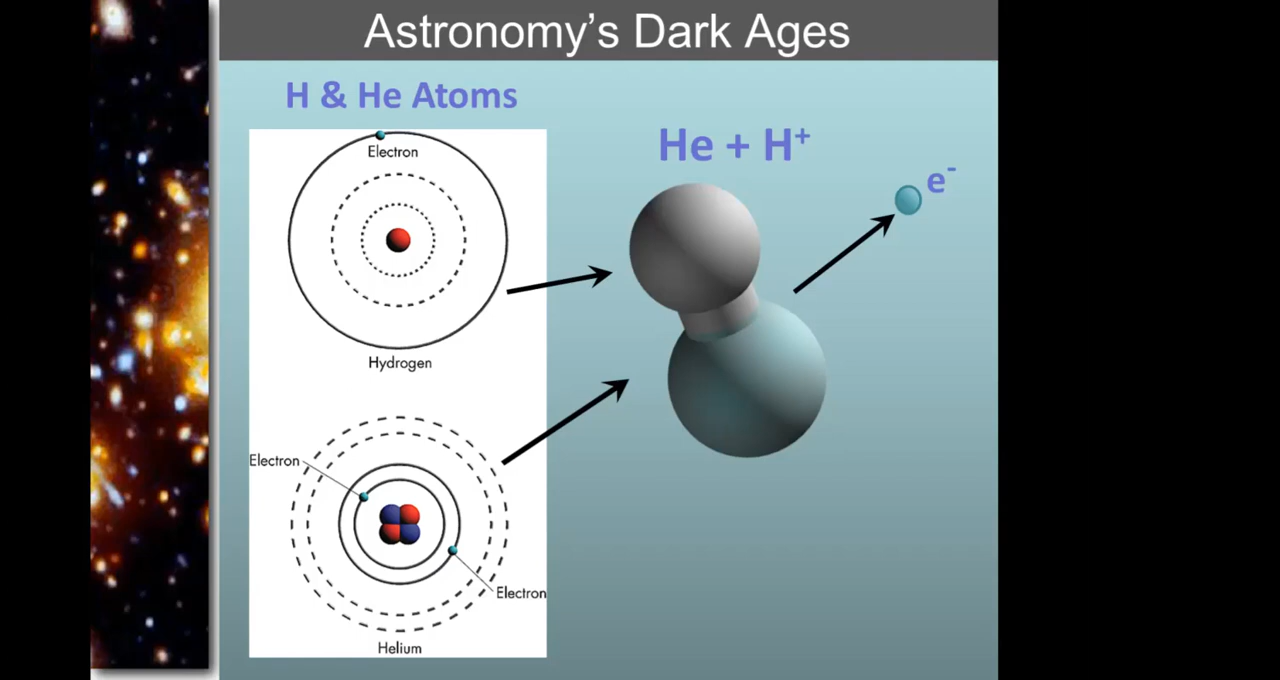 Astronomy's Dark Ages
H & He Atoms
Electron
Hydrogen
Electron
Electron
Helium
He + H⁺
e⁻